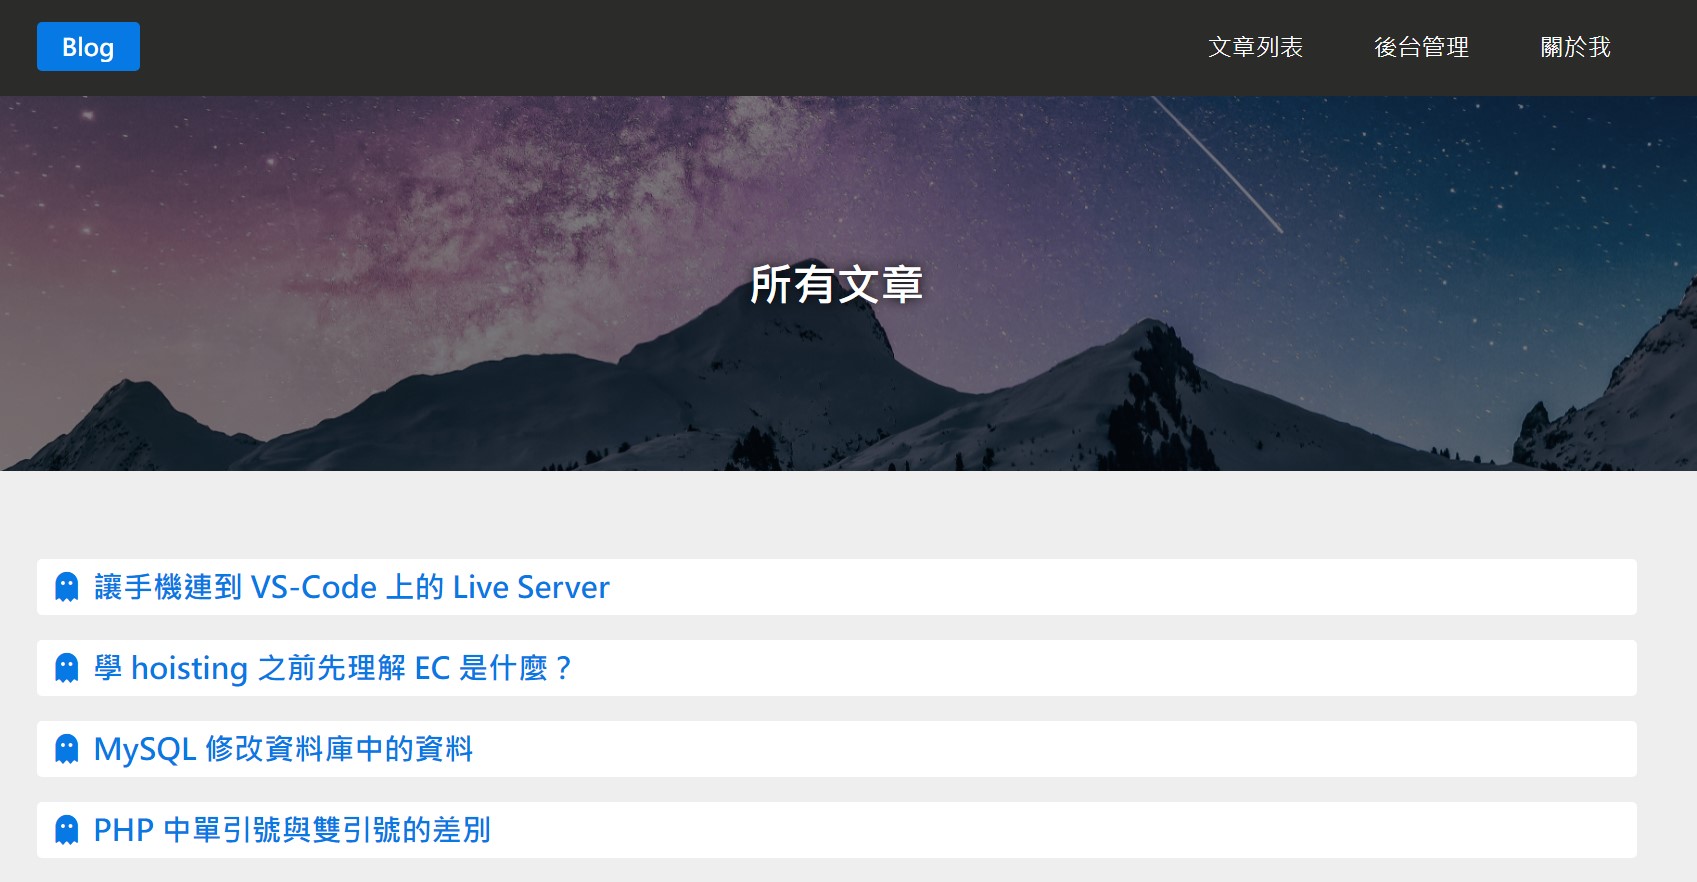 Blog
文章列表
後台管理
關於我
所有文章
讓手機連到 VS-Code 上的 Live Server
學 hoisting 之前先理解 EC 是什麼？
MySQL 修改資料庫中的資料
PHP 中單引號與雙引號的差別